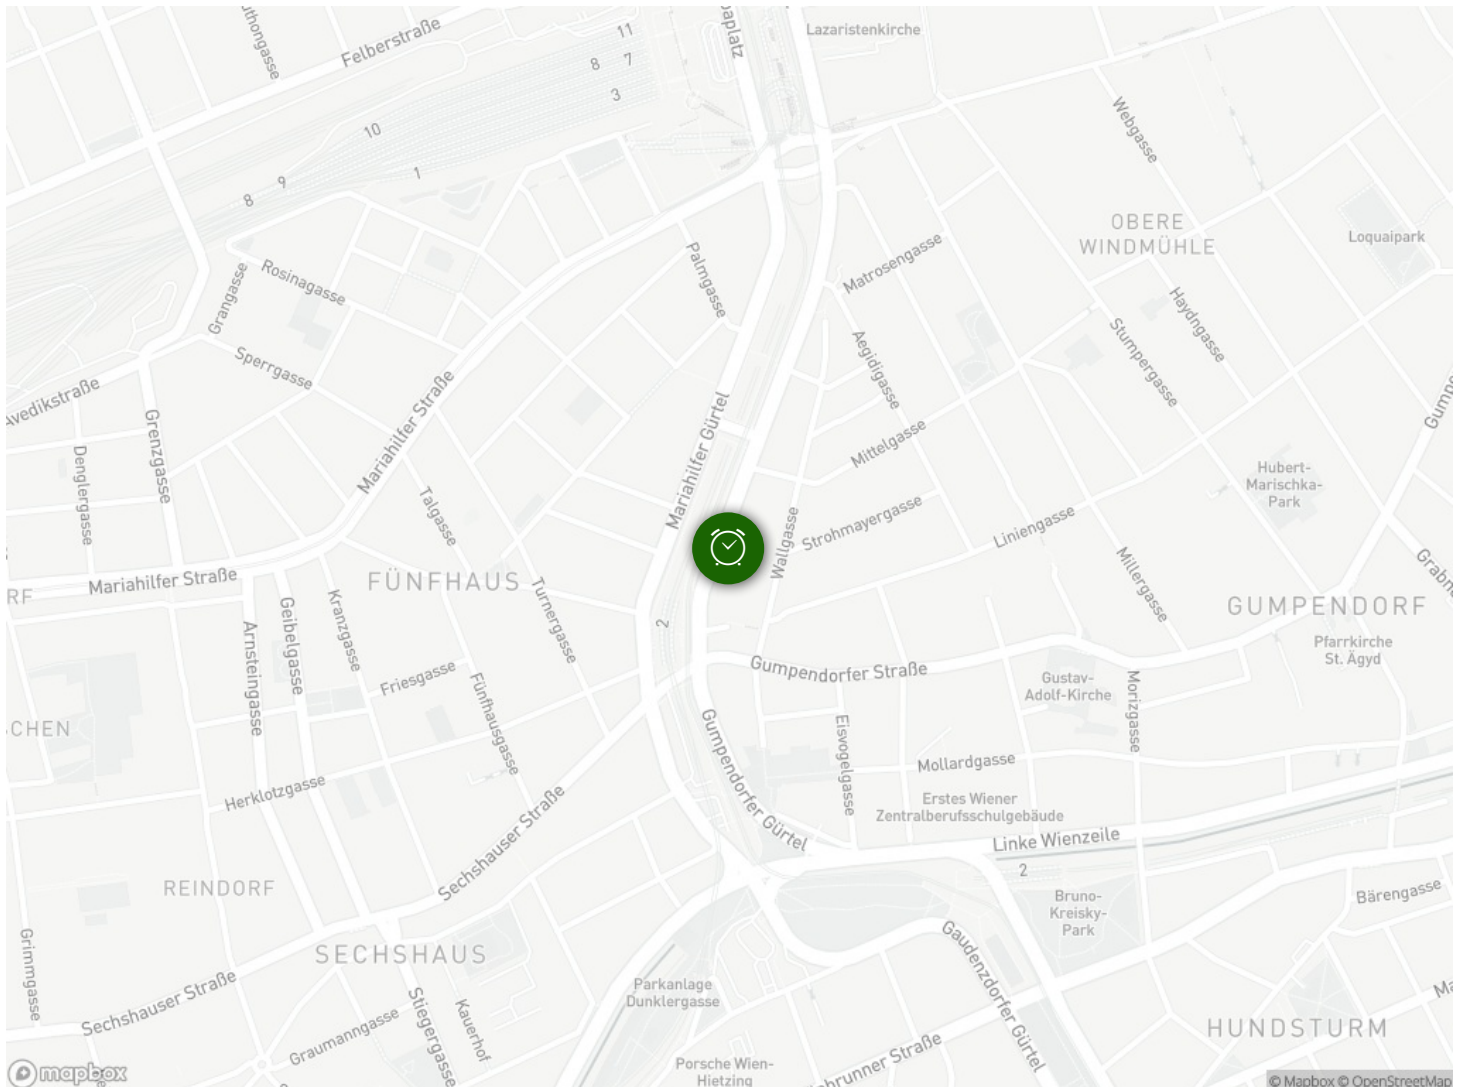 Felberstraße
11
8
7
3
10
9
8
1
Lazaristenkirche
Webgasse
OBERE
WINDMÜHLE
Loquaipark
Matrosengasse
Palmgasse
Rosinagasse
Grangasse
Haydngasse
Stumpergasse
Aegidigasse
Sperrgasse
Avedikstraße
Grenzgasse
Mariahilfer Straße
Mariahilfer Gürtel
Mittelgasse
Denglergasse
Talgasse
Hubert-
Marischka-
Park
Strohmayergasse
Wallgasse
Liniengasse
Millergasse
Mariahilfer Straße
FÜNFHAUS
Turnergasse
GUMPENDORF
Pfarrkirche
St. Ägyd
Geibelgasse
Kranzgasse
Arnsteingasse
2
Friesgasse
Gumpendorfer Straße
Gustav-
Adolf-Kirche
Morizgasse
Fünfhausgasse
Gumpendorfer Gürtel
Eisvogelgasse
Mollardgasse
Herklotzgasse
Erstes Wiener
Zentralberufsschulgebäude
Linke Wienzeile
2
Sechshauser Straße
REINDORF
Bruno-
Kreisky-
Park
Bärengasse
Grimmgasse
SECHSHAUS
Gaudenzdorfer Gürtel
Parkanlage
Dunklergasse
Sechshauser Straße
Stiegergasse
Kauerhof
Graumanngasse
HUNDSTURM
Porsche Wien-
Hietzing
mapbox
© Mapbox © OpenStreetMap